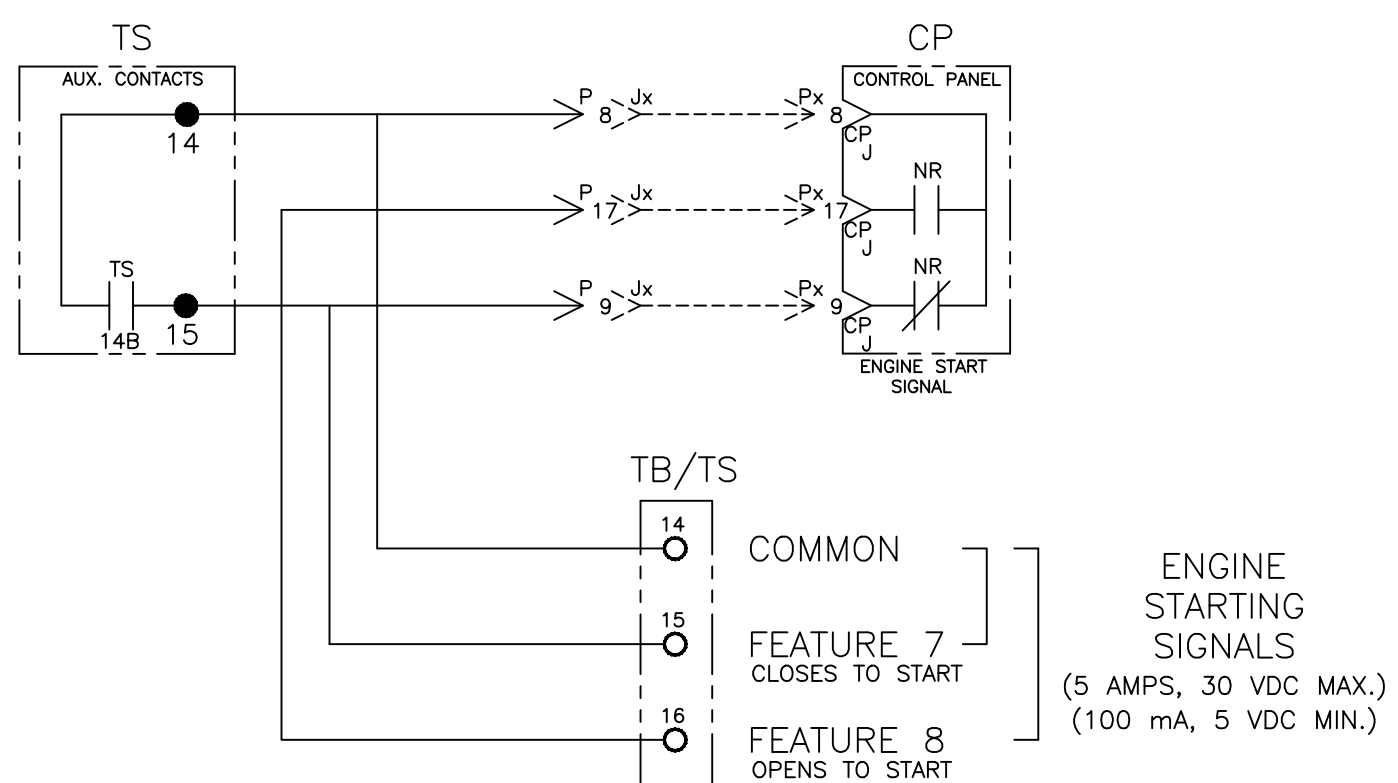 TS
CP
AUX. CONTACTS
CONTROL PANEL
P 8 Jx
Px 8
CP
J
14
NR
P 17 Jx
Px 17
CP
J
TS
NR
P 9 Jx
Px 9
CP
J
14B
15
ENGINE START
SIGNAL
TB/TS
14
COMMON
15
FEATURE 7
CLOSES TO START
16
FEATURE 8
OPENS TO START
ENGINE
STARTING
SIGNALS
(5 AMPS, 30 VDC MAX.)
(100 mA, 5 VDC MIN.)